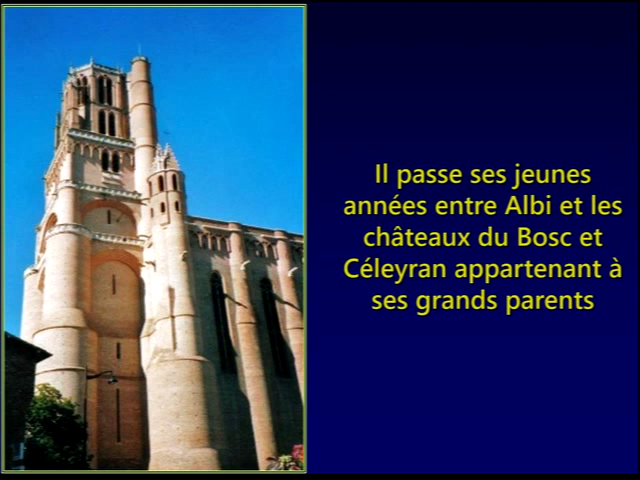 Il passe ses jeunes
années entre Albi et les
châteaux du Bosc et
Céleyran appartenant à
ses grands parents